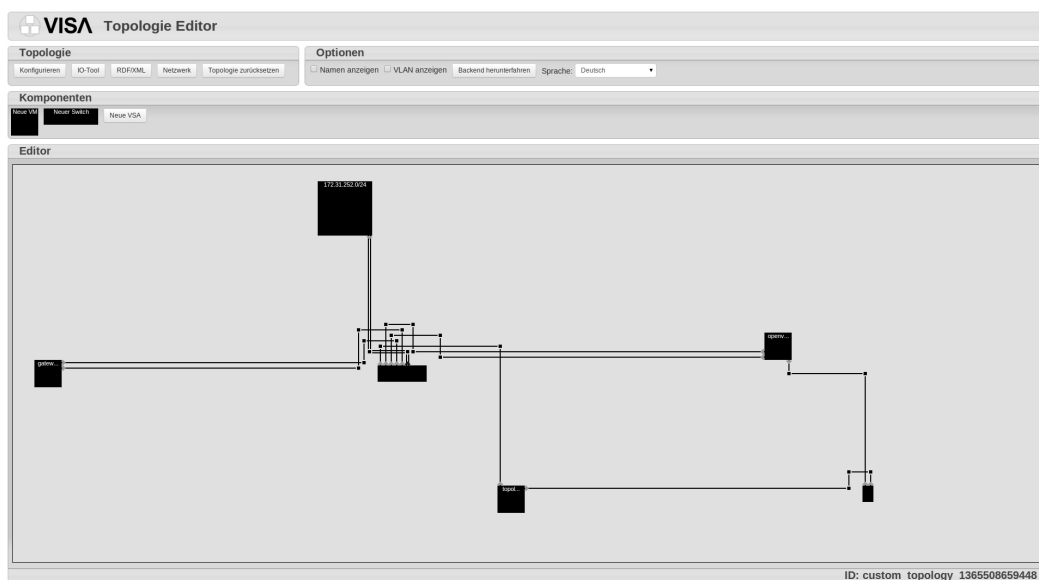 VISA Topologie Editor
Topologie
Optionen
Konfigurieren IO-Tool RDF/XML Netzwerk Topologie zurücksetzen
Namen anzeigen VLAN anzeigen Backend herunterfahren Sprache: Deutsch
Komponenten
Neue VM Neuer Switch Neue VSA
Editor
172.31.252.0/24
openv...
gatew...
topol...
ID: custom_topology_1365508659448